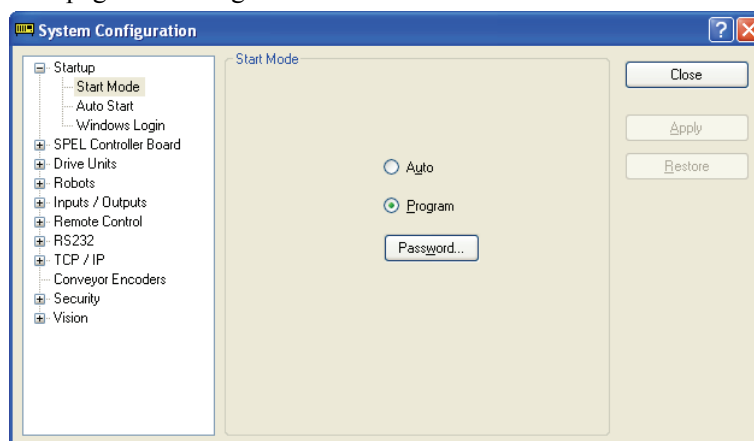 System Configuration
Startup
Start Mode
Auto Start
Windows Login
SPEL Controller Board
Drive Units
Robots
Inputs / Outputs
Remote Control
RS232
TCP / IP
Conveyor Encoders
Security
Vision
Start Mode
Auto
Program
Password...
Close
Apply
Restore